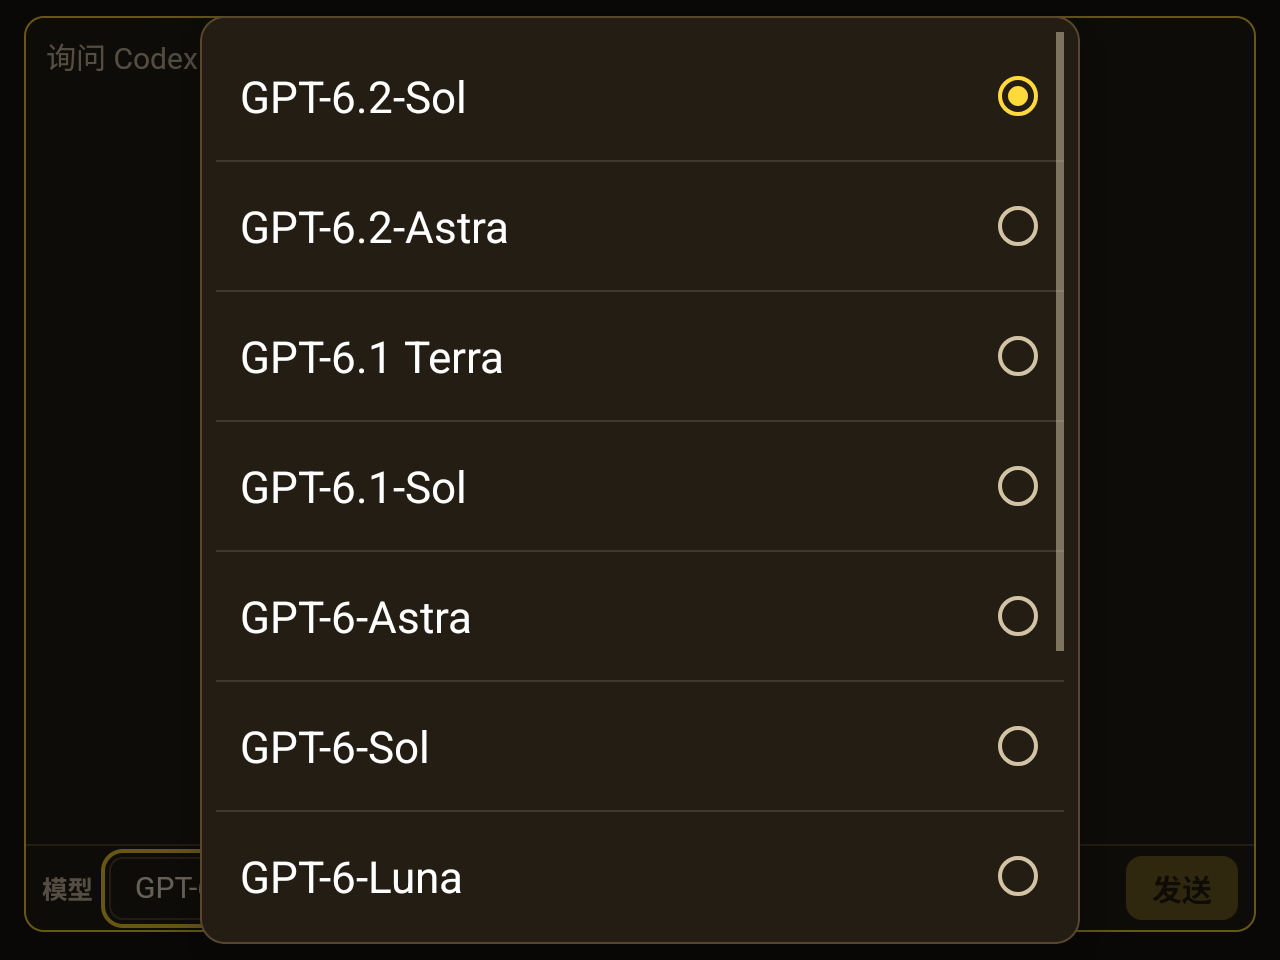 询问 Codex
GPT-6.2-Sol
GPT-6.2-Astra
GPT-6.1 Terra
GPT-6.1-Sol
GPT-6-Astra
GPT-6-Sol
GPT-6-Luna
模型
GPT-
发送